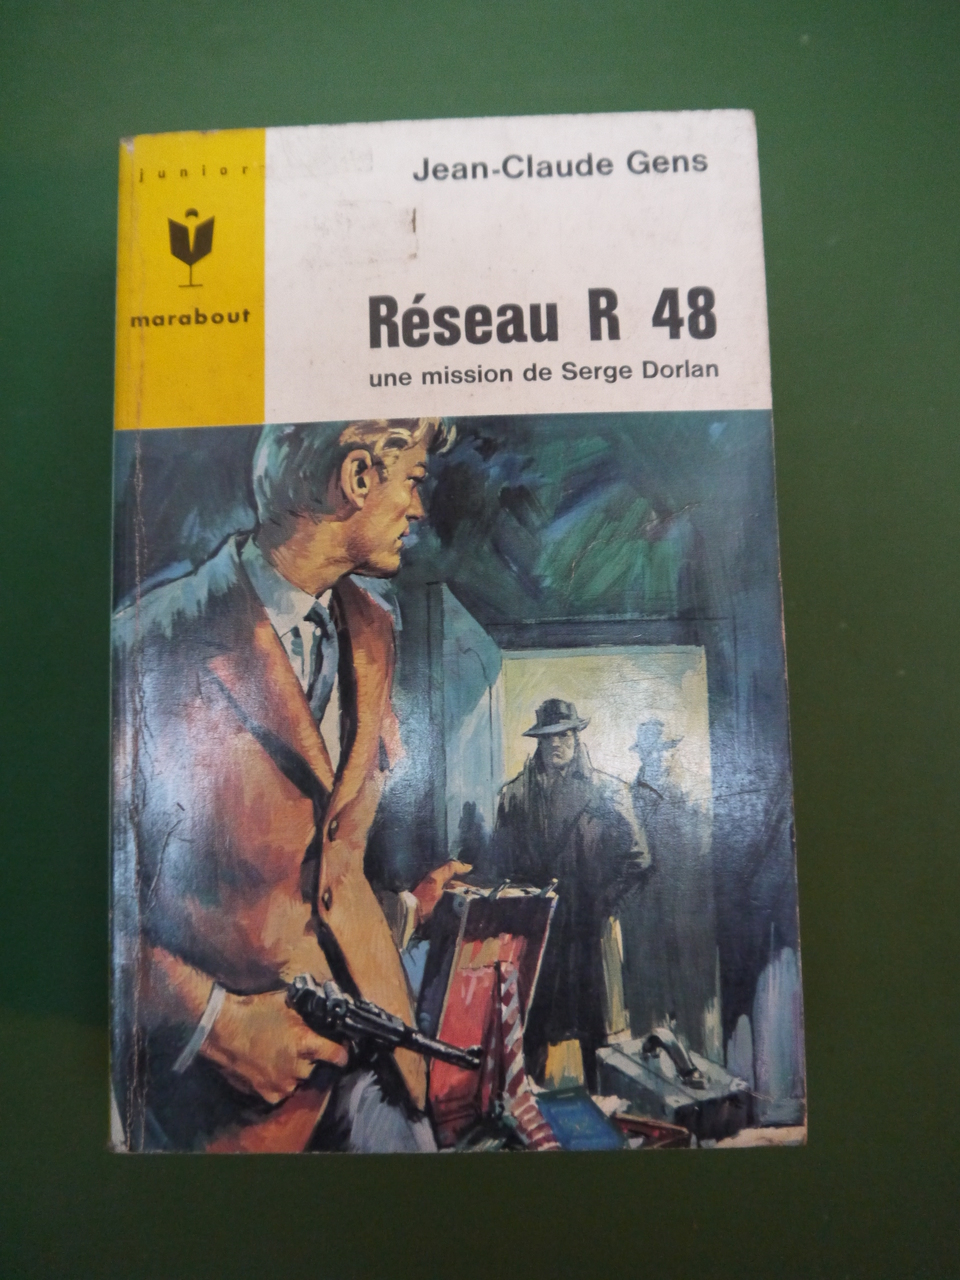 junior
marabout
Jean-Claude Gens
Réseau R 48
une mission de Serge Dorlan